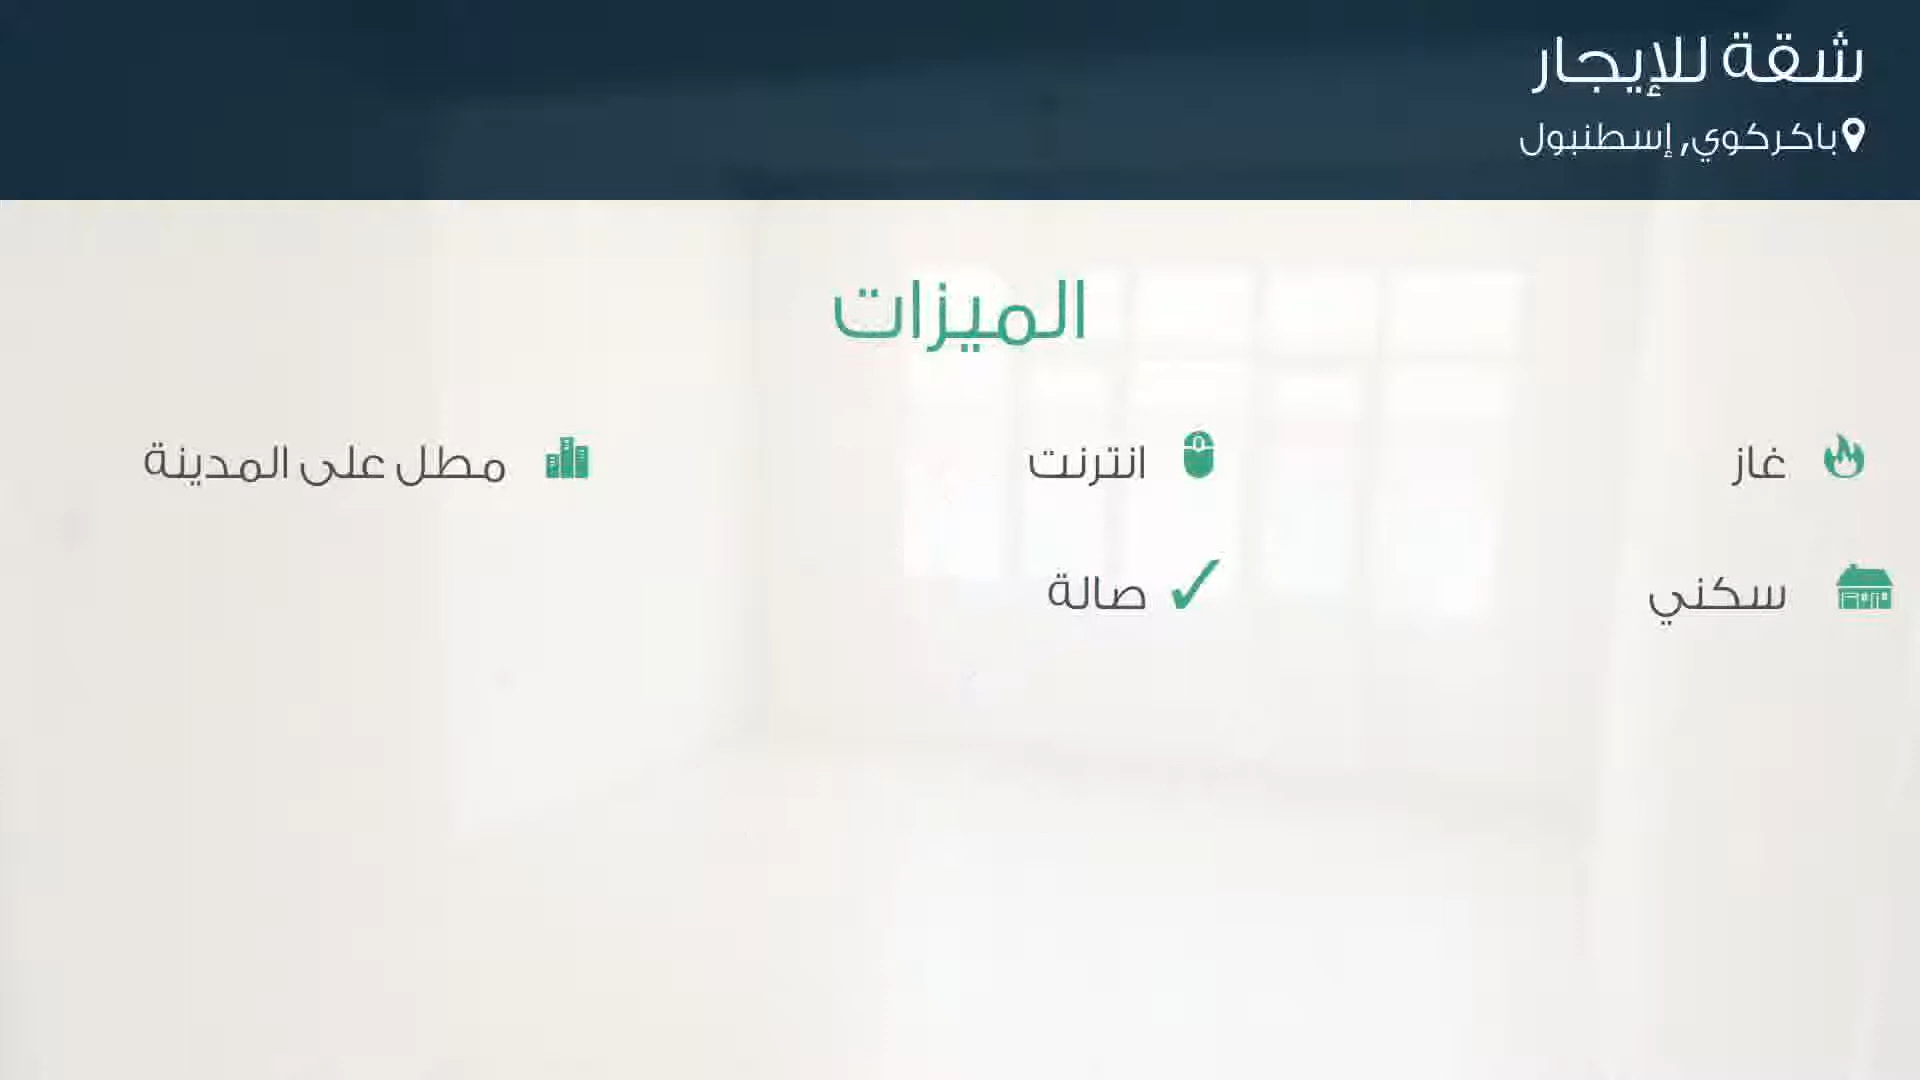 شقة للإيجار
باكركوي, إسطنبول
الميزات
غاز
انترنت
مطل على المدينة
سكني
صالة